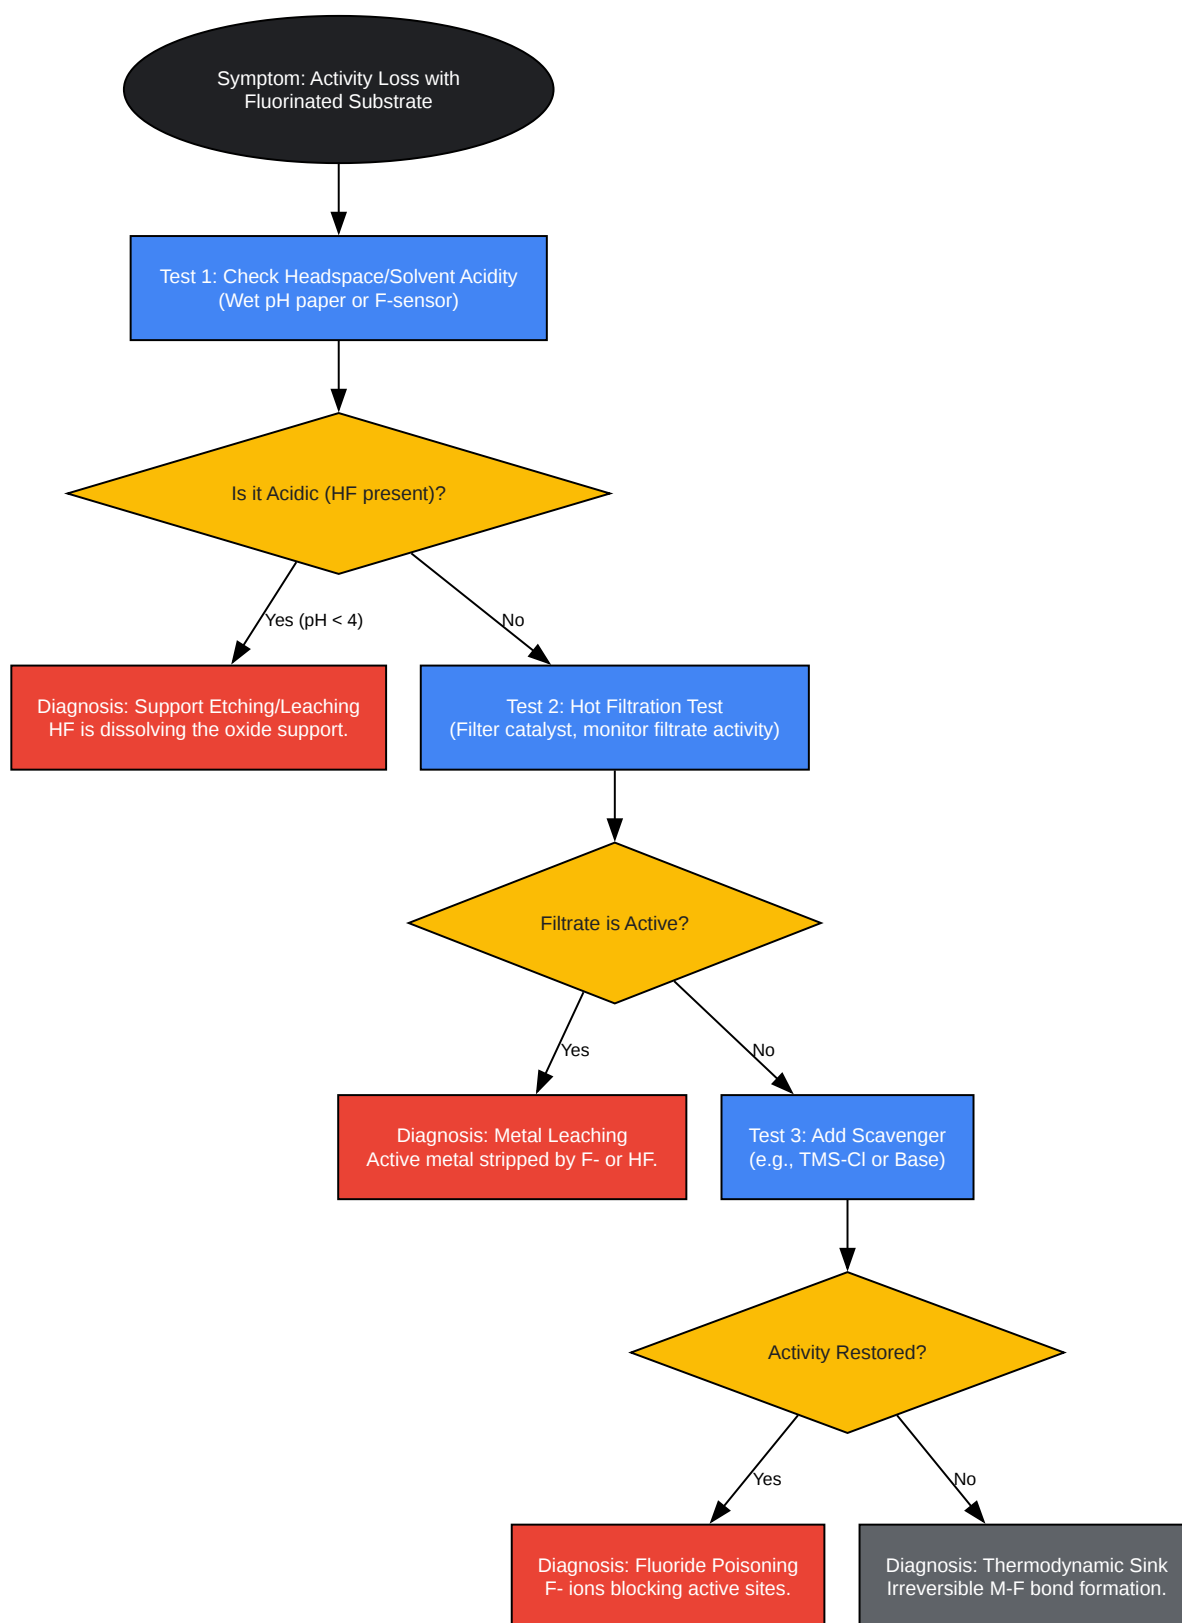 Symptom: Activity Loss with
Fluorinated Substrate
Test 1: Check Headspace/Solvent Acidity
(Wet pH paper or F-sensor)
Is it Acidic (HF present)?
Yes (pH < 4)
No
Diagnosis: Support Etching/Leaching
HF is dissolving the oxide support.
Test 2: Hot Filtration Test
(Filter catalyst, monitor filtrate activity)
Filtrate is Active?
Yes
No
Diagnosis: Metal Leaching
Active metal stripped by F- or HF.
Test 3: Add Scavenger
(e.g., TMS-Cl or Base)
Activity Restored?
Yes
No
Diagnosis: Fluoride Poisoning
F- ions blocking active sites.
Diagnosis: Thermodynamic Sink
Irreversible M-F bond formation.